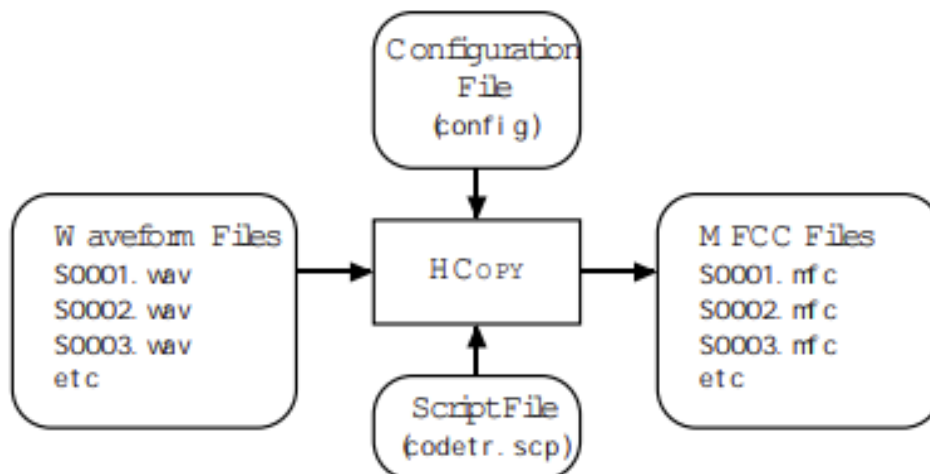 Configuration
File
(config)
Waveform Files
S0001.wav
S0002.wav
S0003.wav
etc
HCOPY
MFCC Files
S0001.mfc
S0002.mfc
S0003.mfc
etc
Script File
(codetr.scp)